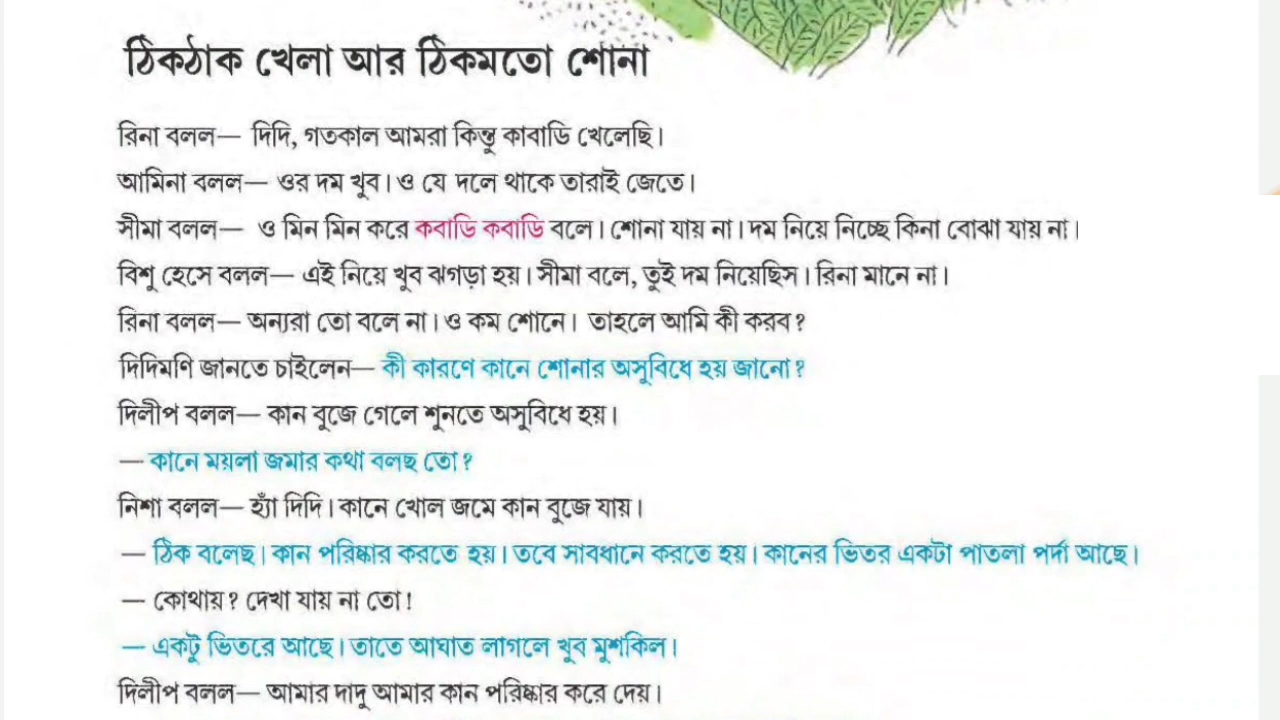 ঠিকঠাক খেলা আর ঠিকমতো শোনা
রিনা বলল— দিদি, গতকাল আমরা কিন্তু কাবাডি খেলেছি।
আমিনা বলল— ওর দম খুব। ও যে দলে থাকে তারাই জেতে।
সীমা বলল— ও মিন মিন করে কবাডি কবাডি বলে। শোনা যায় না। দম নিয়ে নিচ্ছে কিনা বোঝা যায় না।
বিশু হেসে বলল— এই নিয়ে খুব ঝগড়া হয়। সীমা বলে, তুই দম নিয়েছিস। রিনা মানে না।
রিনা বলল— অন্যরা তো বলে না। ও কম শোনে। তাহলে আমি কী করব?
দিদিমণি জানতে চাইলেন— কী কারণে কানে শোনার অসুবিধে হয় জানো?
দিলীপ বলল— কান বুজে গেলে শুনতে অসুবিধে হয়।
— কানে ময়লা জমার কথা বলছ তো?
নিশা বলল— হ্যাঁ দিদি। কানে খোল জমে কান বুজে যায়।
— ঠিক বলেছ। কান পরিষ্কার করতে হয়। তবে সাবধানে করতে হয়। কানের ভিতর একটা পাতলা পর্দা আছে।
— কোথায়? দেখা যায় না তো!
— একটু ভিতরে আছে। তাতে আঘাত লাগলে খুব মুশকিল।
দিলীপ বলল— আমার দাদু আমার কান পরিষ্কার করে দেয়।